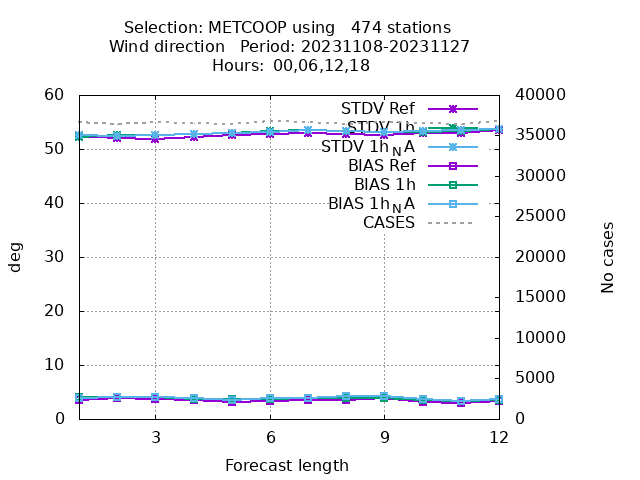 Selection: METCOOP using   474 stations
Wind direction   Period: 20231108-20231127
Hours:  00,06,12,18
60
50
40
30
20
10
0
deg
STDV Ref
STDV 1h
STDV 1hNA
BIAS Ref
BIAS 1h
BIAS 1hNA
CASES
40000
35000
30000
25000
20000
15000
10000
5000
0
No cases
3
6
9
12
Forecast length